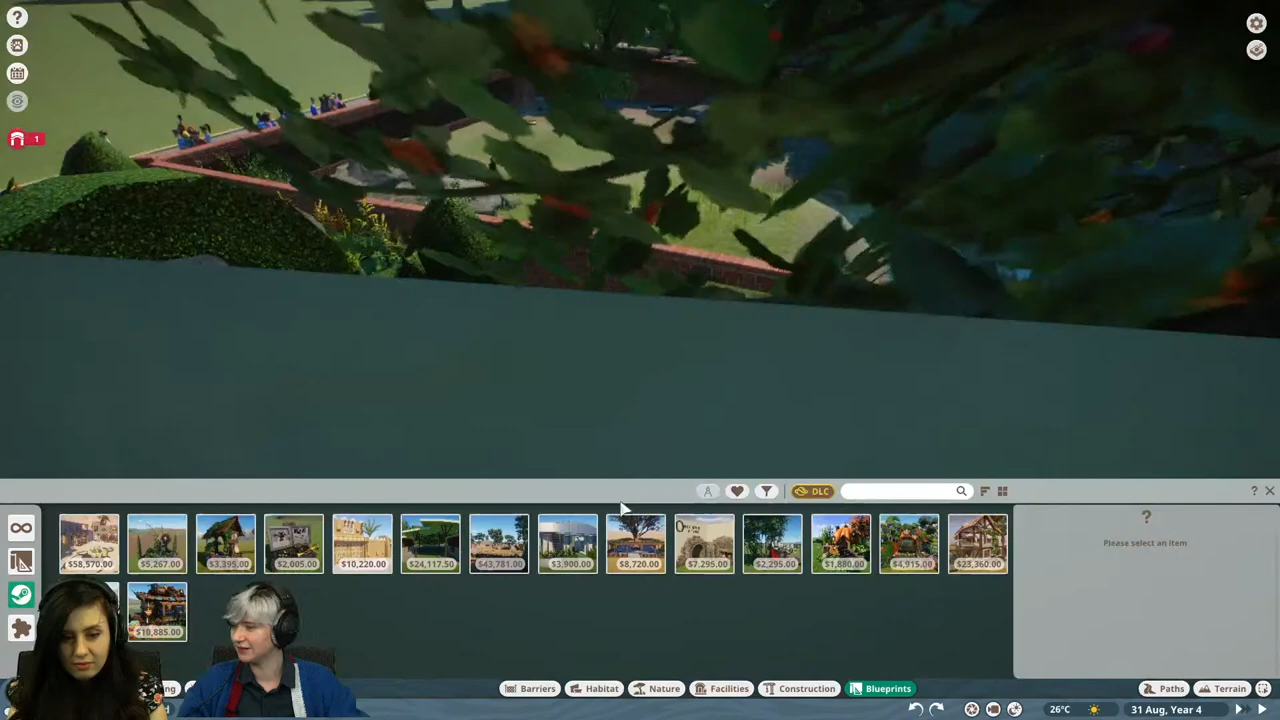 ?
1
DLC
? ×
$58,570.00 $5,267.00 $3,395.00 $2,005.00 $10,220.00 $24,117.50 $43,781.00 $3,900.00 $8,720.00 $7,295.00 $2,295.00 $1,880.00 $4,915.00 $23,360.00
?
Please select an item
$10,885.00
Barriers Habitat Nature Facilities Construction Blueprints Paths Terrain
26°C 31 Aug, Year 4